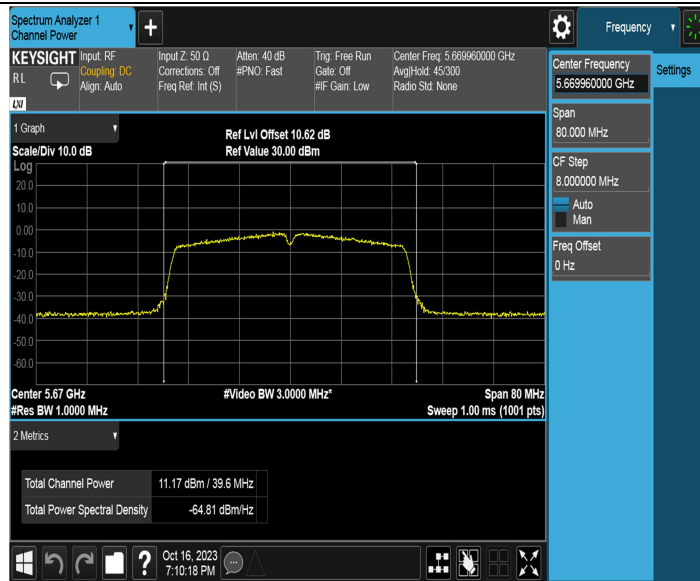 Spectrum Analyzer 1
Channel Power
+
Frequency
KEYSIGHT
RL
LXI
Input: RF
Coupling: DC
Align: Auto
Input Z: 50 Ω
Corrections: Off
Freq Ref: Int (S)
Atten: 40 dB
#PNO: Fast
Trig: Free Run
Gate: Off
#IF Gain: Low
Center Freq: 5.669960000 GHz
Avg|Hold: 45/300
Radio Std: None
Center Frequency
5.669960000 GHz
Settings
Span
80.000 MHz
CF Step
8.000000 MHz
Auto
Man
Freq Offset
0 Hz
1 Graph
Scale/Div 10.0 dB
Ref Lvl Offset 10.62 dB
Ref Value 30.00 dBm
Log
20.0
10.0
0.00
-10.0
-20.0
-30.0
-40.0
-50.0
-60.0
Center 5.67 GHz
#Video BW 3.0000 MHz*
Span 80 MHz
#Res BW 1.0000 MHz
Sweep 1.00 ms (1001 pts)
2 Metrics
Total Channel Power 11.17 dBm / 39.6 MHz
Total Power Spectral Density -64.81 dBm/Hz
?
Oct 16, 2023
7:10:18 PM